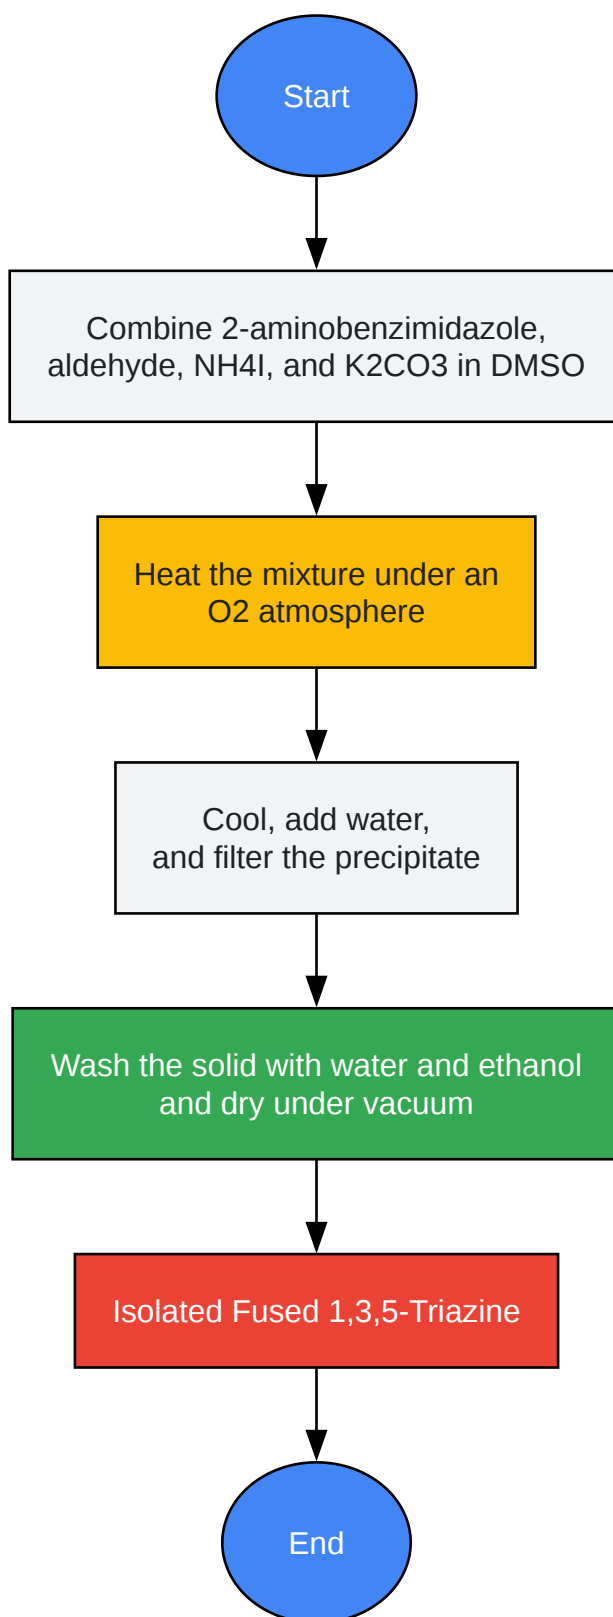 Start
Combine 2-aminobenzimidazole,
aldehyde, NH4I, and K2CO3 in DMSO
Heat the mixture under an
O2 atmosphere
Cool, add water,
and filter the precipitate
Wash the solid with water and ethanol
and dry under vacuum
Isolated Fused 1,3,5-Triazine
End